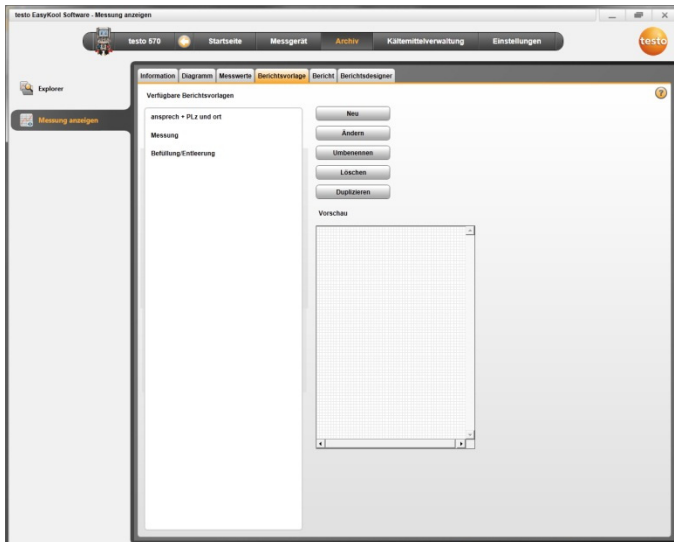 testo EasyKool Software - Messung anzeigen
testo 570 Startseite Messgerät Archiv Kältemittelverwaltung Einstellungen testo
Explorer
Messung anzeigen
Information Diagramm Messwerte Berichtsvorlage Bericht Berichtsdesigner
Verfügbare Berichtsvorlagen
ansprech + PLz und ort
Messung
Befüllung/Entleerung
Neu
Ändern
Umbenennen
Löschen
Duplizieren
Vorschau